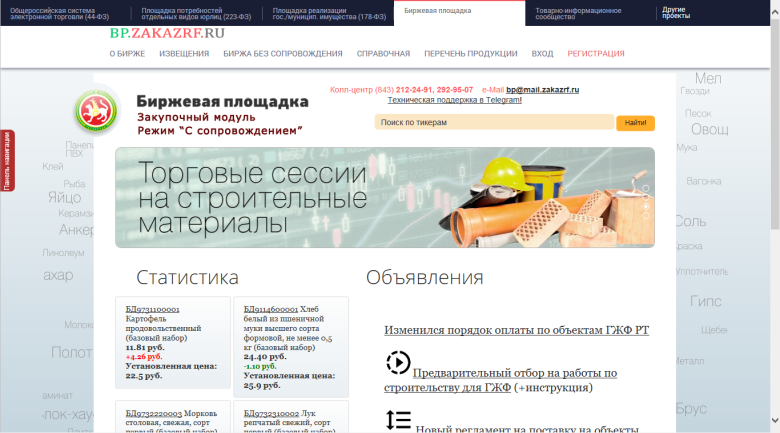 Общероссийская система
электронной торговли (44-ФЗ)
Площадка потребностей
отдельных видов юрлиц (223-ФЗ)
Площадка реализации
гос./муницип. имущества (178-ФЗ)
Биржевая площадка
Товарно-информационное
сообщество
Другие
проекты
BP.ZAKAZRF.RU
О БИРЖЕ ИЗВЕЩЕНИЯ БИРЖА БЕЗ СОПРОВОЖДЕНИЯ СПРАВОЧНАЯ ПЕРЕЧЕНЬ ПРОДУКЦИИ ВХОД РЕГИСТРАЦИЯ
Биржевая площадка
Закупочный модуль
Режим "С сопровождением"
Колл-центр (843) 212-24-91, 292-95-07 e-Mail bp@mail.zakazrf.ru
Техническая поддержка в Telegram!
Поиск по тикерам
Найти!
Панель навигации
Панели
ПВХ
Клей
Рыба
Яйцо
Керамзи
Анкер
Линолеум
ахар
Молоко
Полот
аминат
лок-хау
Мел
Гвозди
Песок
Овощ
Мука
Вагонка
Соль
раска
Уплотнитель
Гипс
Щебен
Металл
Брус
Торговые сессии
на строительные
материалы
Статистика
БД9731100001
Картофель
продовольственный
(базовый набор)
11.81 руб.
+4.26 руб.
Установленная цена:
22.5 руб.
БД9114600001 Хлеб
белый из пшеничной
муки высшего сорта
формовой, не менее 0,5
кг (базовый набор)
24.40 руб.
-1.10 руб.
Установленная цена:
25.9 руб.
БД9732220003 Морковь
столовая, свежая, сорт
первый (базовый набор)
БД9732310002 Лук
репчатый свежий, сорт
первый (базовый набор)
Объявления
Изменился порядок оплаты по объектам ГЖФ РТ
Предварительный отбор на работы по
строительству для ГЖФ (+инструкция)
Новый регламент на поставку на объекты